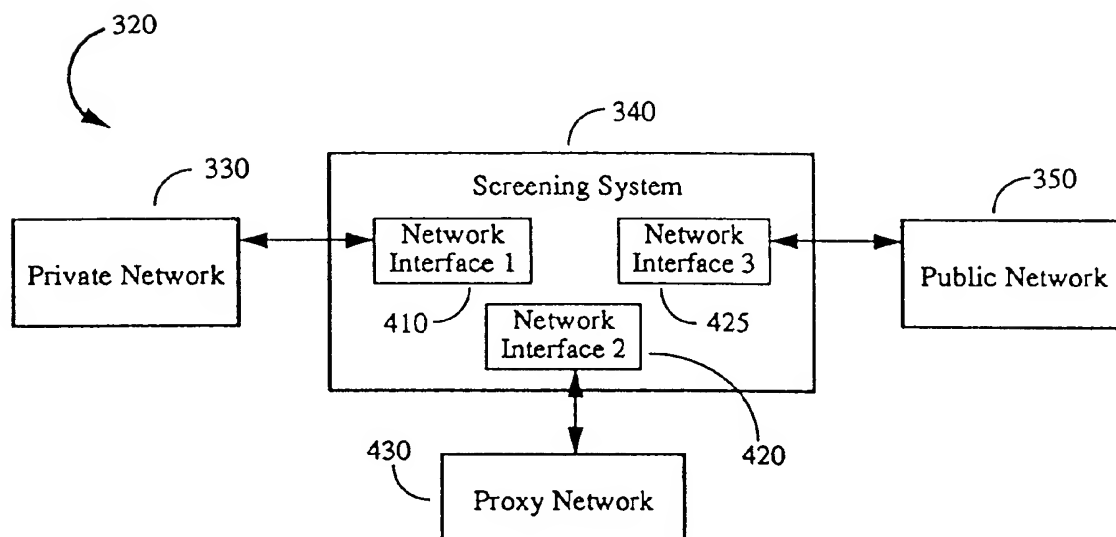 320
340
330
350
Screening System
Private Network
Network
Interface 1
Network
Interface 3
Public Network
410
425
Network
Interface 2
420
430
Proxy Network